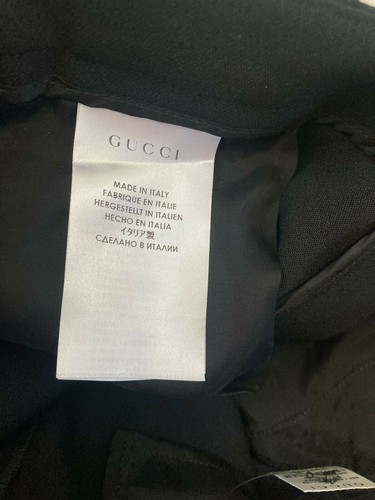 GUCCI
MADE IN ITALY
FABRIQUE EN ITALIE
HERGESTELLT IN ITALIEN
HECHO EN ITALIA
イタリア製
СДЕЛАНО В ИТАЛИИ